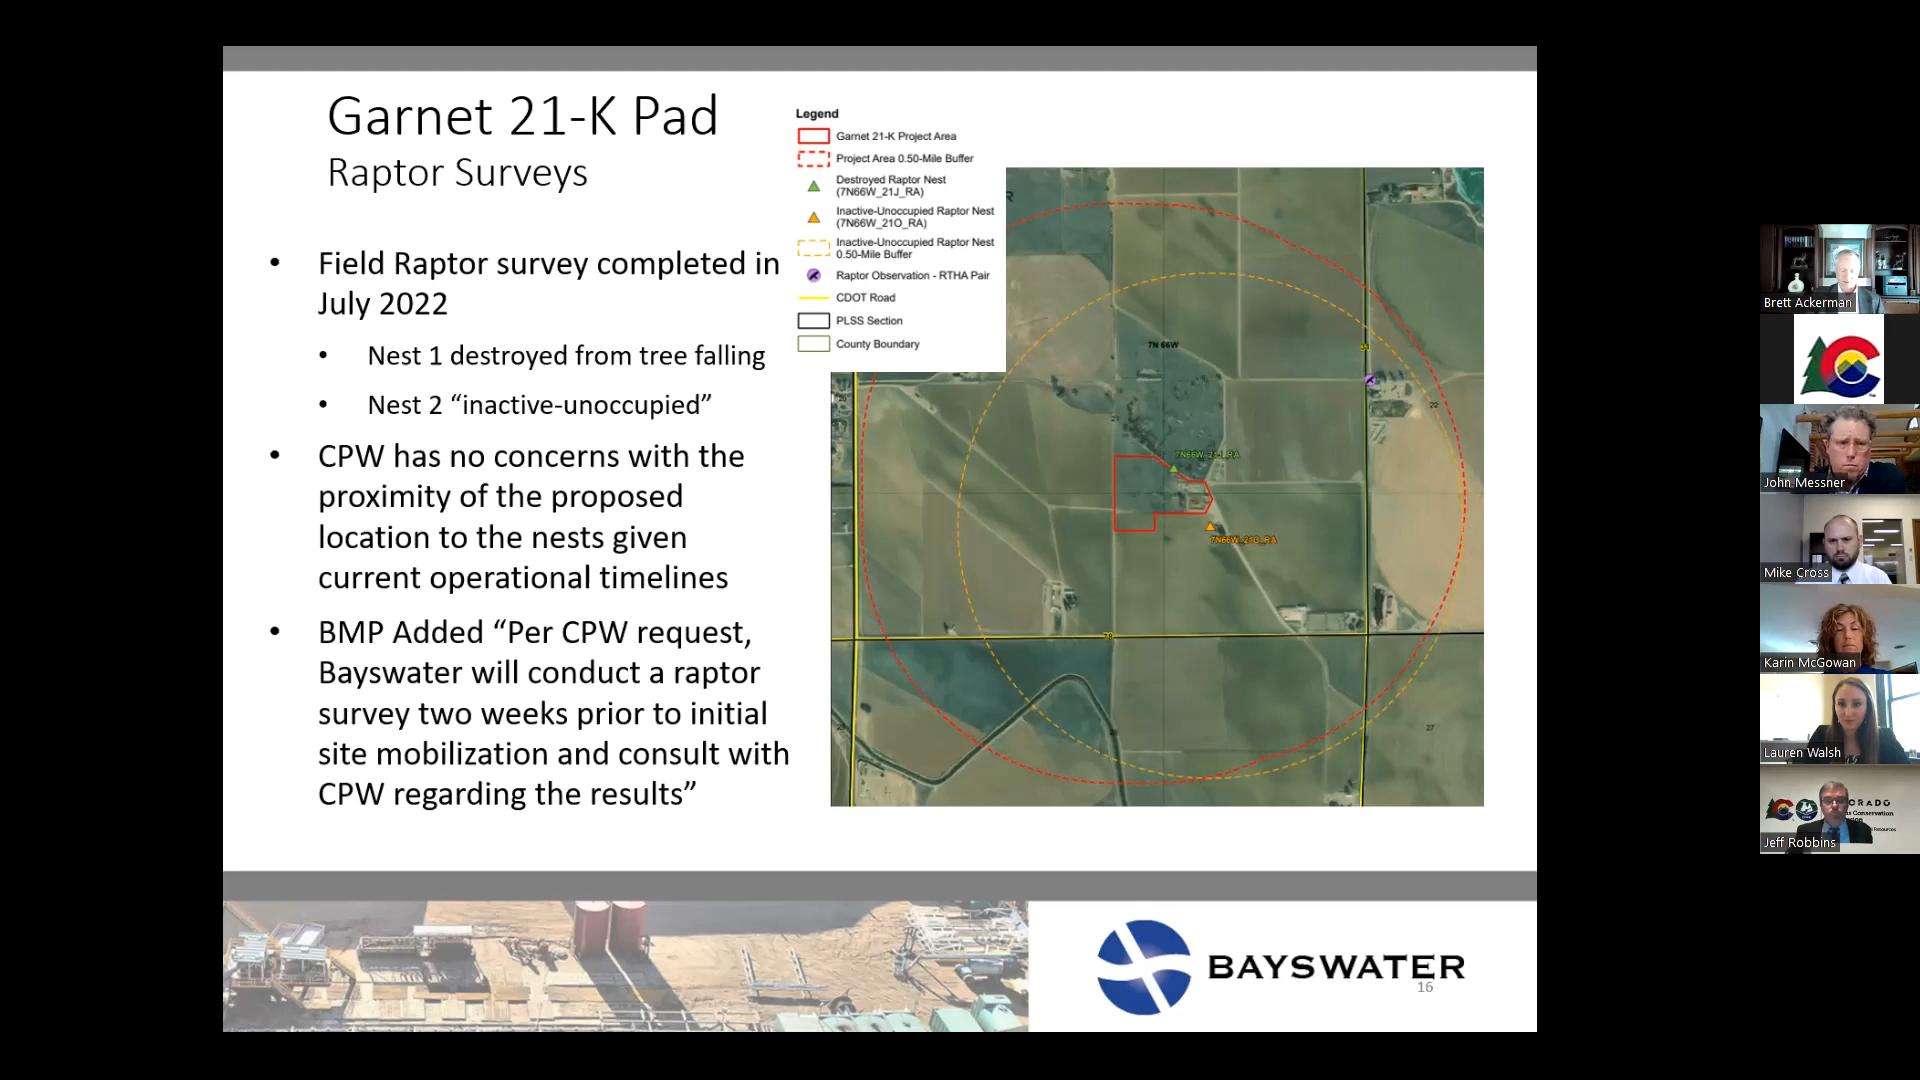 Garnet 21-K Pad
Raptor Surveys
• Field Raptor survey completed in
July 2022
• Nest 1 destroyed from tree falling
• Nest 2 “inactive-unoccupied”
• CPW has no concerns with the
proximity of the proposed
location to the nests given
current operational timelines
• BMP Added “Per CPW request,
Bayswater will conduct a raptor
survey two weeks prior to initial
site mobilization and consult with
CPW regarding the results”
Legend
Garnet 21-K Project Area
Project Area 0.50-Mile Buffer
Destroyed Raptor Nest
(7N66W_21J_RA)
Inactive-Unoccupied Raptor Nest
(7N66W_21O_RA)
Inactive-Unoccupied Raptor Nest
0.50-Mile Buffer
Raptor Observation - RTHA Pair
CDOT Road
PLSS Section
County Boundary
7N 66W
21
22
7N66W_21J_RA
7N66W_21O_RA
27
BAYSWATER
16
Brett Ackerman
John Messner
Mike Cross
Karin McGowan
Lauren Walsh
Jeff Robbins